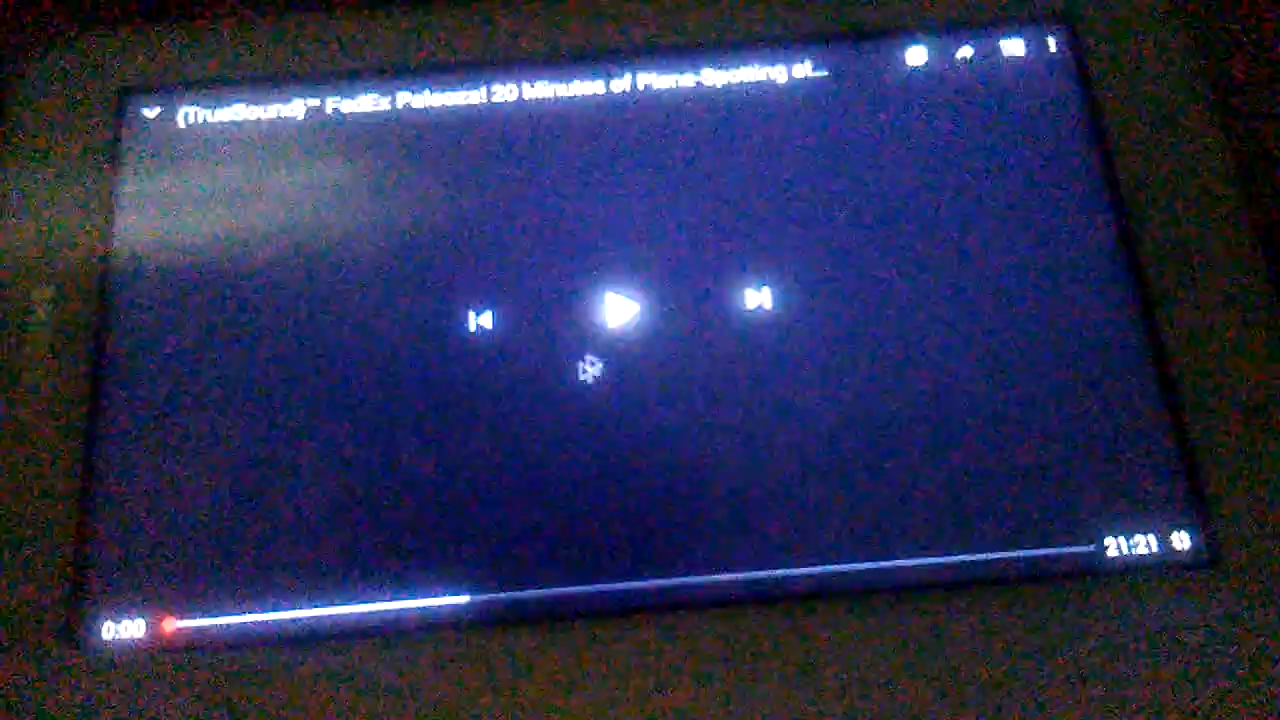 (TrueSound)™ FedEx Palooza! 20 Minutes of Plane Spotting at...
0:00
21:21